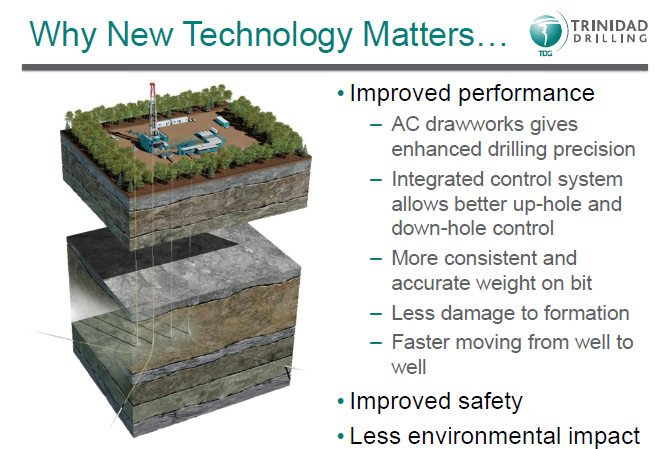 Why New Technology Matters…
TRINIDAD
DRILLING
TDG
• Improved performance
– AC drawworks gives
enhanced drilling precision
– Integrated control system
allows better up-hole and
down-hole control
– More consistent and
accurate weight on bit
– Less damage to formation
– Faster moving from well to
well
• Improved safety
• Less environmental impact